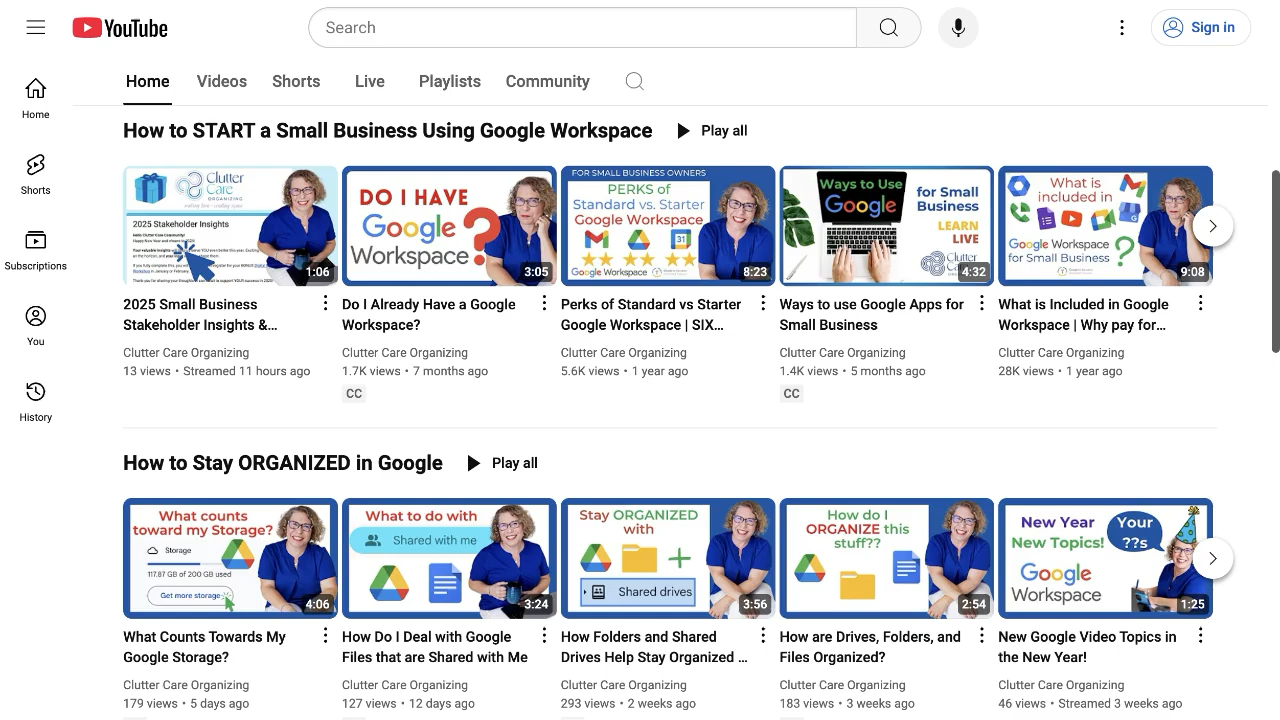 YouTube
Search
Sign in
Home
Videos
Shorts
Live
Playlists
Community
Home
Shorts
Subscriptions
You
History
How to START a Small Business Using Google Workspace
Play all
Clutter
Care
ORGANIZING
2025 Stakeholder Insights
Hello Clutter Care Community!
1:06
DO I HAVE
Google
Workspace
?
3:05
FOR SMALL BUSINESS OWNERS
PERKS of
Standard vs. Starter
Google Workspace
31
Google Workspace
8:23
Ways to Use
Google
for Small
Business
LEARN
LIVE
Clutter
Care
4:32
What is
included in
Google Workspace
for Small Business
?
9:08
2025 Small Business
Stakeholder Insights &...
Do I Already Have a Google
Workspace?
Perks of Standard vs Starter
Google Workspace | SIX...
Ways to use Google Apps for
Small Business
What is Included in Google
Workspace | Why pay for...
Clutter Care Organizing
13 views • Streamed 11 hours ago
Clutter Care Organizing
1.7K views • 7 months ago
CC
Clutter Care Organizing
5.6K views • 1 year ago
Clutter Care Organizing
1.4K views • 5 months ago
CC
Clutter Care Organizing
28K views • 1 year ago
How to Stay ORGANIZED in Google
Play all
What counts
toward my Storage?
Storage
117.87 GB of 200 GB used
Get more storage
4:06
What to do with
Shared with me
3:24
Stay ORGANIZED
with
Shared drives
3:56
How do I
ORGANIZE this
stuff??
2:54
New Year
New Topics!
Your
??s
Google
Workspace
1:25
What Counts Towards My
Google Storage?
How Do I Deal with Google
Files that are Shared with Me
How Folders and Shared
Drives Help Stay Organized ...
How are Drives, Folders, and
Files Organized?
New Google Video Topics in
the New Year!
Clutter Care Organizing
179 views • 5 days ago
Clutter Care Organizing
127 views • 12 days ago
Clutter Care Organizing
293 views • 2 weeks ago
Clutter Care Organizing
183 views • 3 weeks ago
Clutter Care Organizing
46 views • Streamed 3 weeks ago